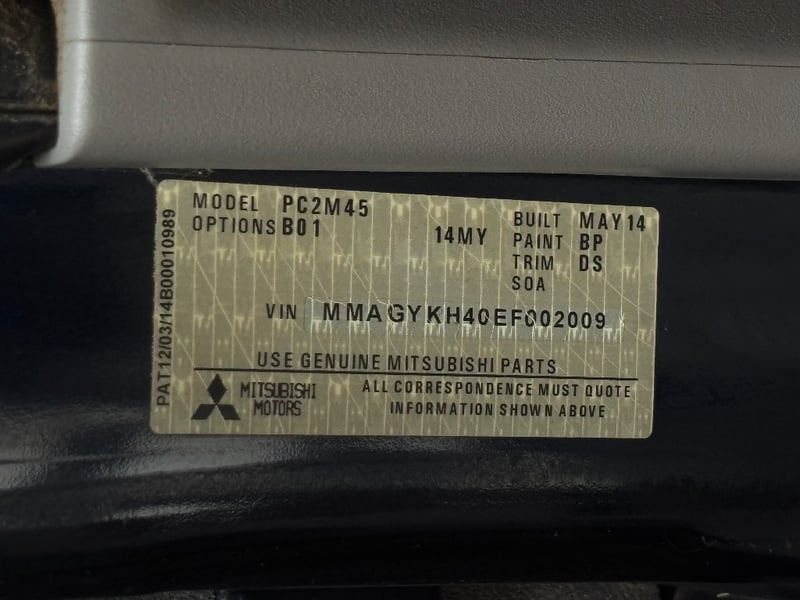 MODEL PC2M45
OPTIONS B01
14MY
BUILT MAY14
PAINT BP
TRIM DS
SOA
VIN MMAGYKH40EF002009
USE GENUINE MITSUBISHI PARTS
MITSUBISHI
MOTORS
ALL CORRESPONDENCE MUST QUOTE
INFORMATION SHOWN ABOVE
PAT12/03/14B00010989